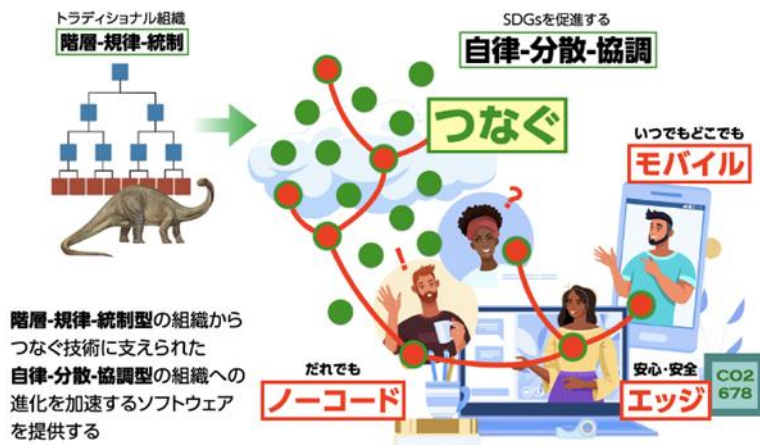 トラディショナル組織
階層-規律-統制
SDGsを促進する
自律-分散-協調
つなぐ
いつでもどこでも
モバイル
?
!
階層-規律-統制型の組織から
つなぐ技術に支えられた
自律-分散-協調型の組織への
進化を加速するソフトウェア
を提供する
だれでも
ノーコード
安心・安全
エッジ
CO2
678